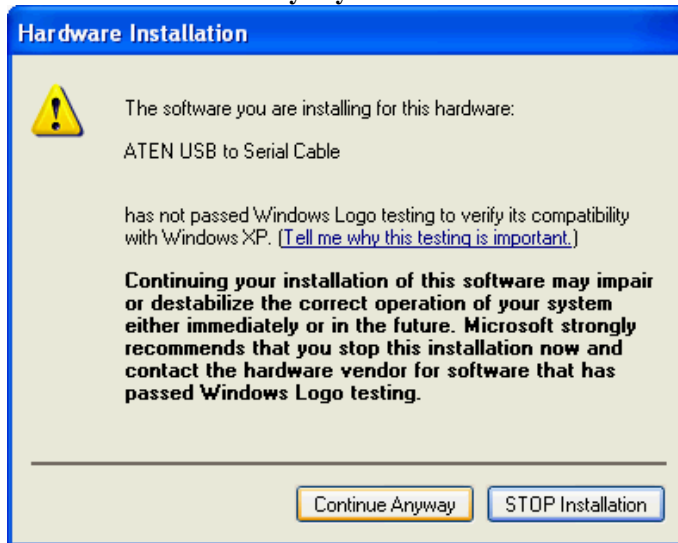 Hardware Installation
The software you are installing for this hardware:
ATEN USB to Serial Cable
has not passed Windows Logo testing to verify its compatibility
with Windows XP. (Tell me why this testing is important.)
Continuing your installation of this software may impair
or destabilize the correct operation of your system
either immediately or in the future. Microsoft strongly
recommends that you stop this installation now and
contact the hardware vendor for software that has
passed Windows Logo testing.
Continue Anyway
STOP Installation